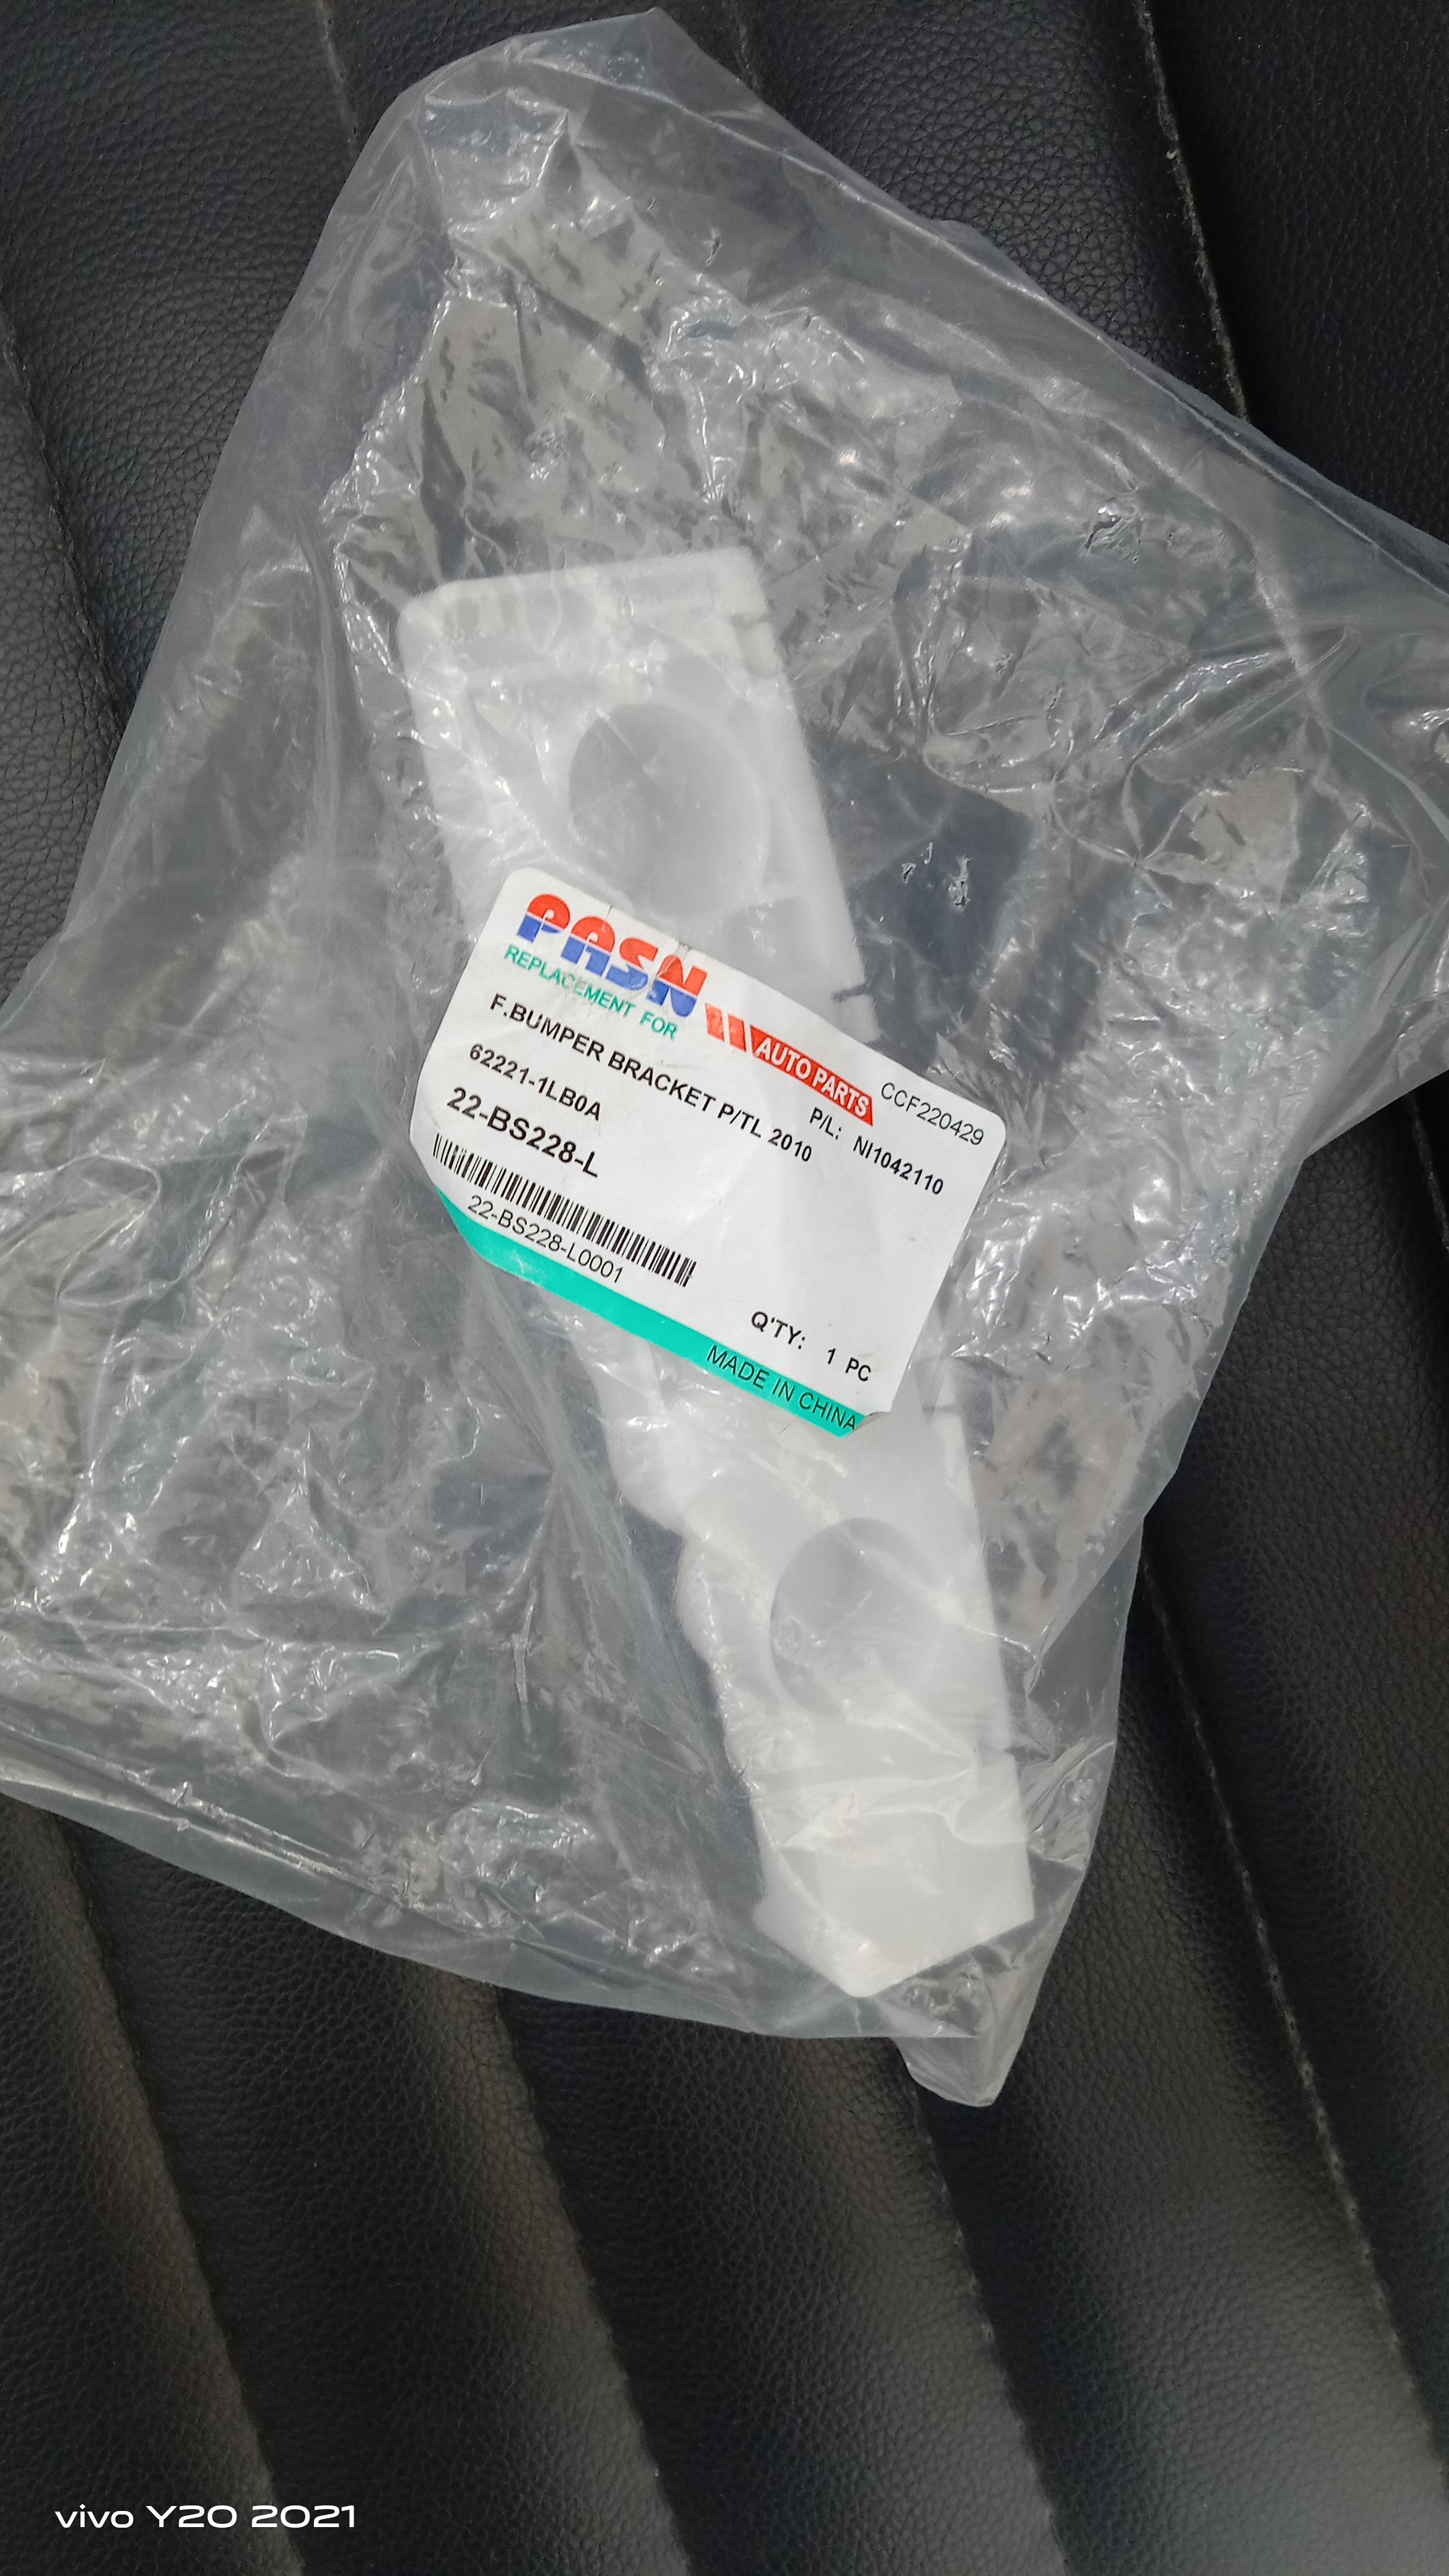 PASN AUTO PARTS
REPLACEMENT FOR
CCF220429
F.BUMPER BRACKET P/TL 2010
P/L: NI1042110
62221-1LB0A
22-BS228-L
22-BS228-L0001
Q'TY: 1 PC
MADE IN CHINA
vivo Y20 2021